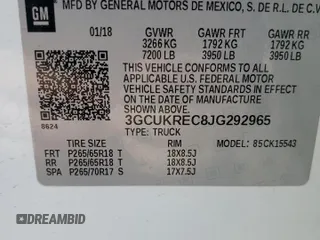 GM MFD BY GENERAL MOTORS DE MEXICO, S. DE R.L. DE C.V.
01/18 GVWR GAWR FRT GAWR RR
3266 KG 1792 KG 1792 KG
7200 LB 3950 LB 3950 LB
THIS VEHICLE CONFORMS TO ALL
APPLICABLE U.S. FEDERAL MOTOR
VEHICLE SAFETY STANDARDS IN
EFFECT ON THE DATE OF MANUFACTURE
SHOWN ABOVE.
8624 3GCUKREC8JG292965
TYPE: TRUCK
MODEL: 85CK15543
TIRE SIZE RIM
FRT P265/65R18 T 18X8.5J
RR P265/65R18 T 18X8.5J
SPA P265/70R17 S 17X7.5J
AUTOHELPERBOT.COM